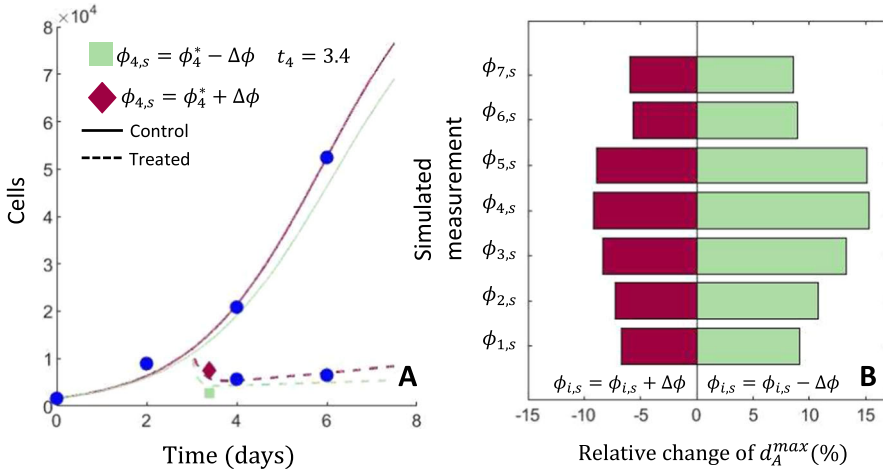 ×10⁴
8
7
6
5
4
3
2
1
0
Cells
ϕ₄,ₛ = ϕ₄* − Δϕ t₄ = 3.4
ϕ₄,ₛ = ϕ₄* + Δϕ
Control
Treated
A
0 2 4 6 8
Time (days)
Simulated
measurement
ϕ₇,ₛ
ϕ₆,ₛ
ϕ₅,ₛ
ϕ₄,ₛ
ϕ₃,ₛ
ϕ₂,ₛ
ϕ₁,ₛ
ϕᵢ,ₛ = ϕᵢ,ₛ + Δϕ ϕᵢ,ₛ = ϕᵢ,ₛ − Δϕ
B
-15 -10 -5 0 5 10 15
Relative change of d_A^max(%)